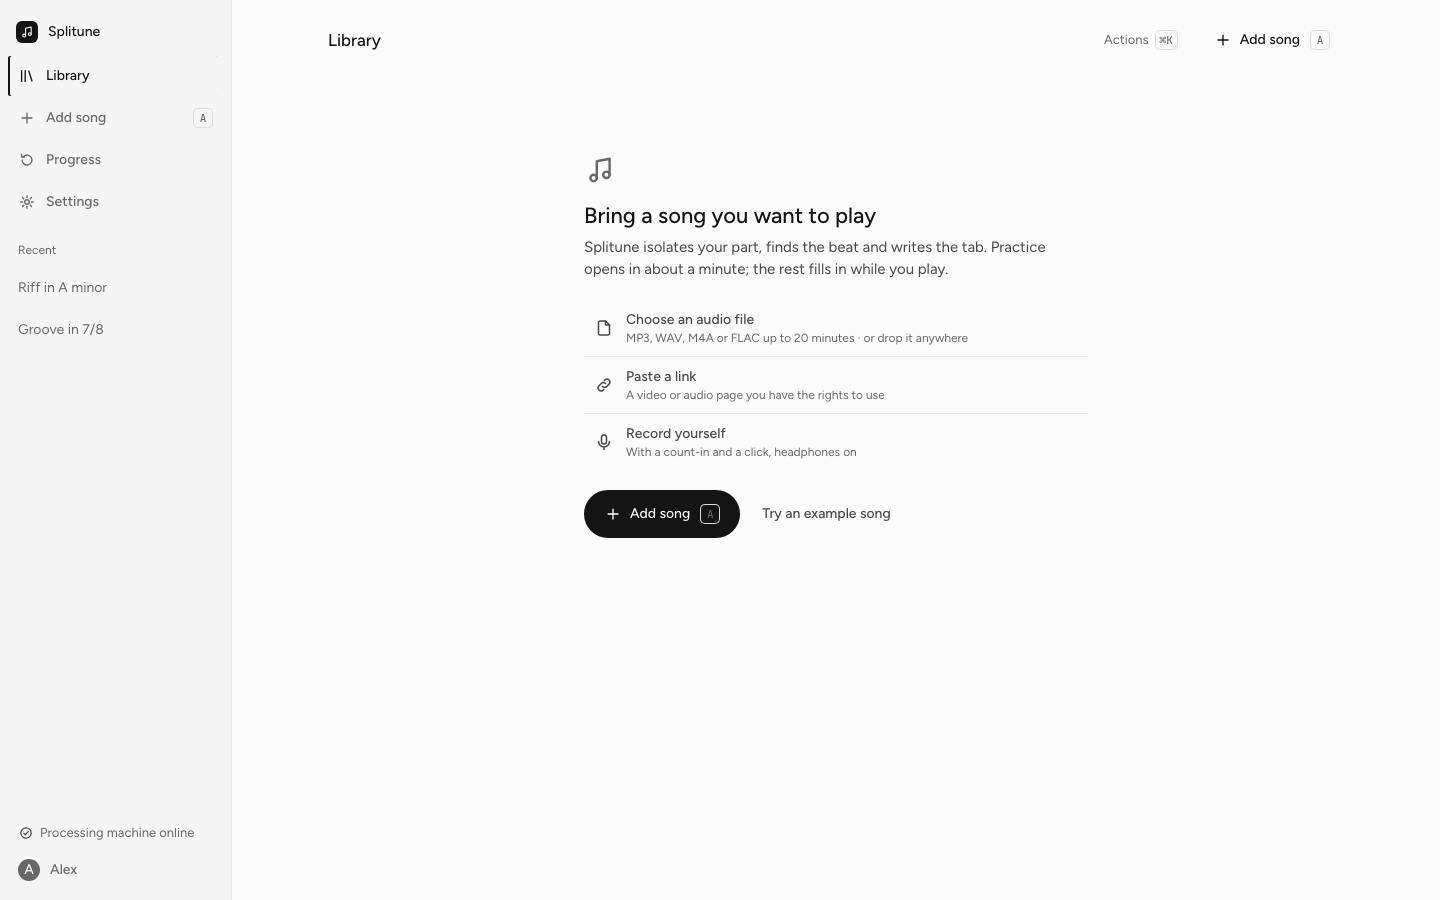 Splitune
Library
Add song A
Progress
Settings
Recent
Riff in A minor
Groove in 7/8
Processing machine online
A Alex
Library
Actions ⌘K
Add song A
Bring a song you want to play
Splitune isolates your part, finds the beat and writes the tab. Practice
opens in about a minute; the rest fills in while you play.
Choose an audio file
MP3, WAV, M4A or FLAC up to 20 minutes · or drop it anywhere
Paste a link
A video or audio page you have the rights to use
Record yourself
With a count-in and a click, headphones on
Add song A
Try an example song